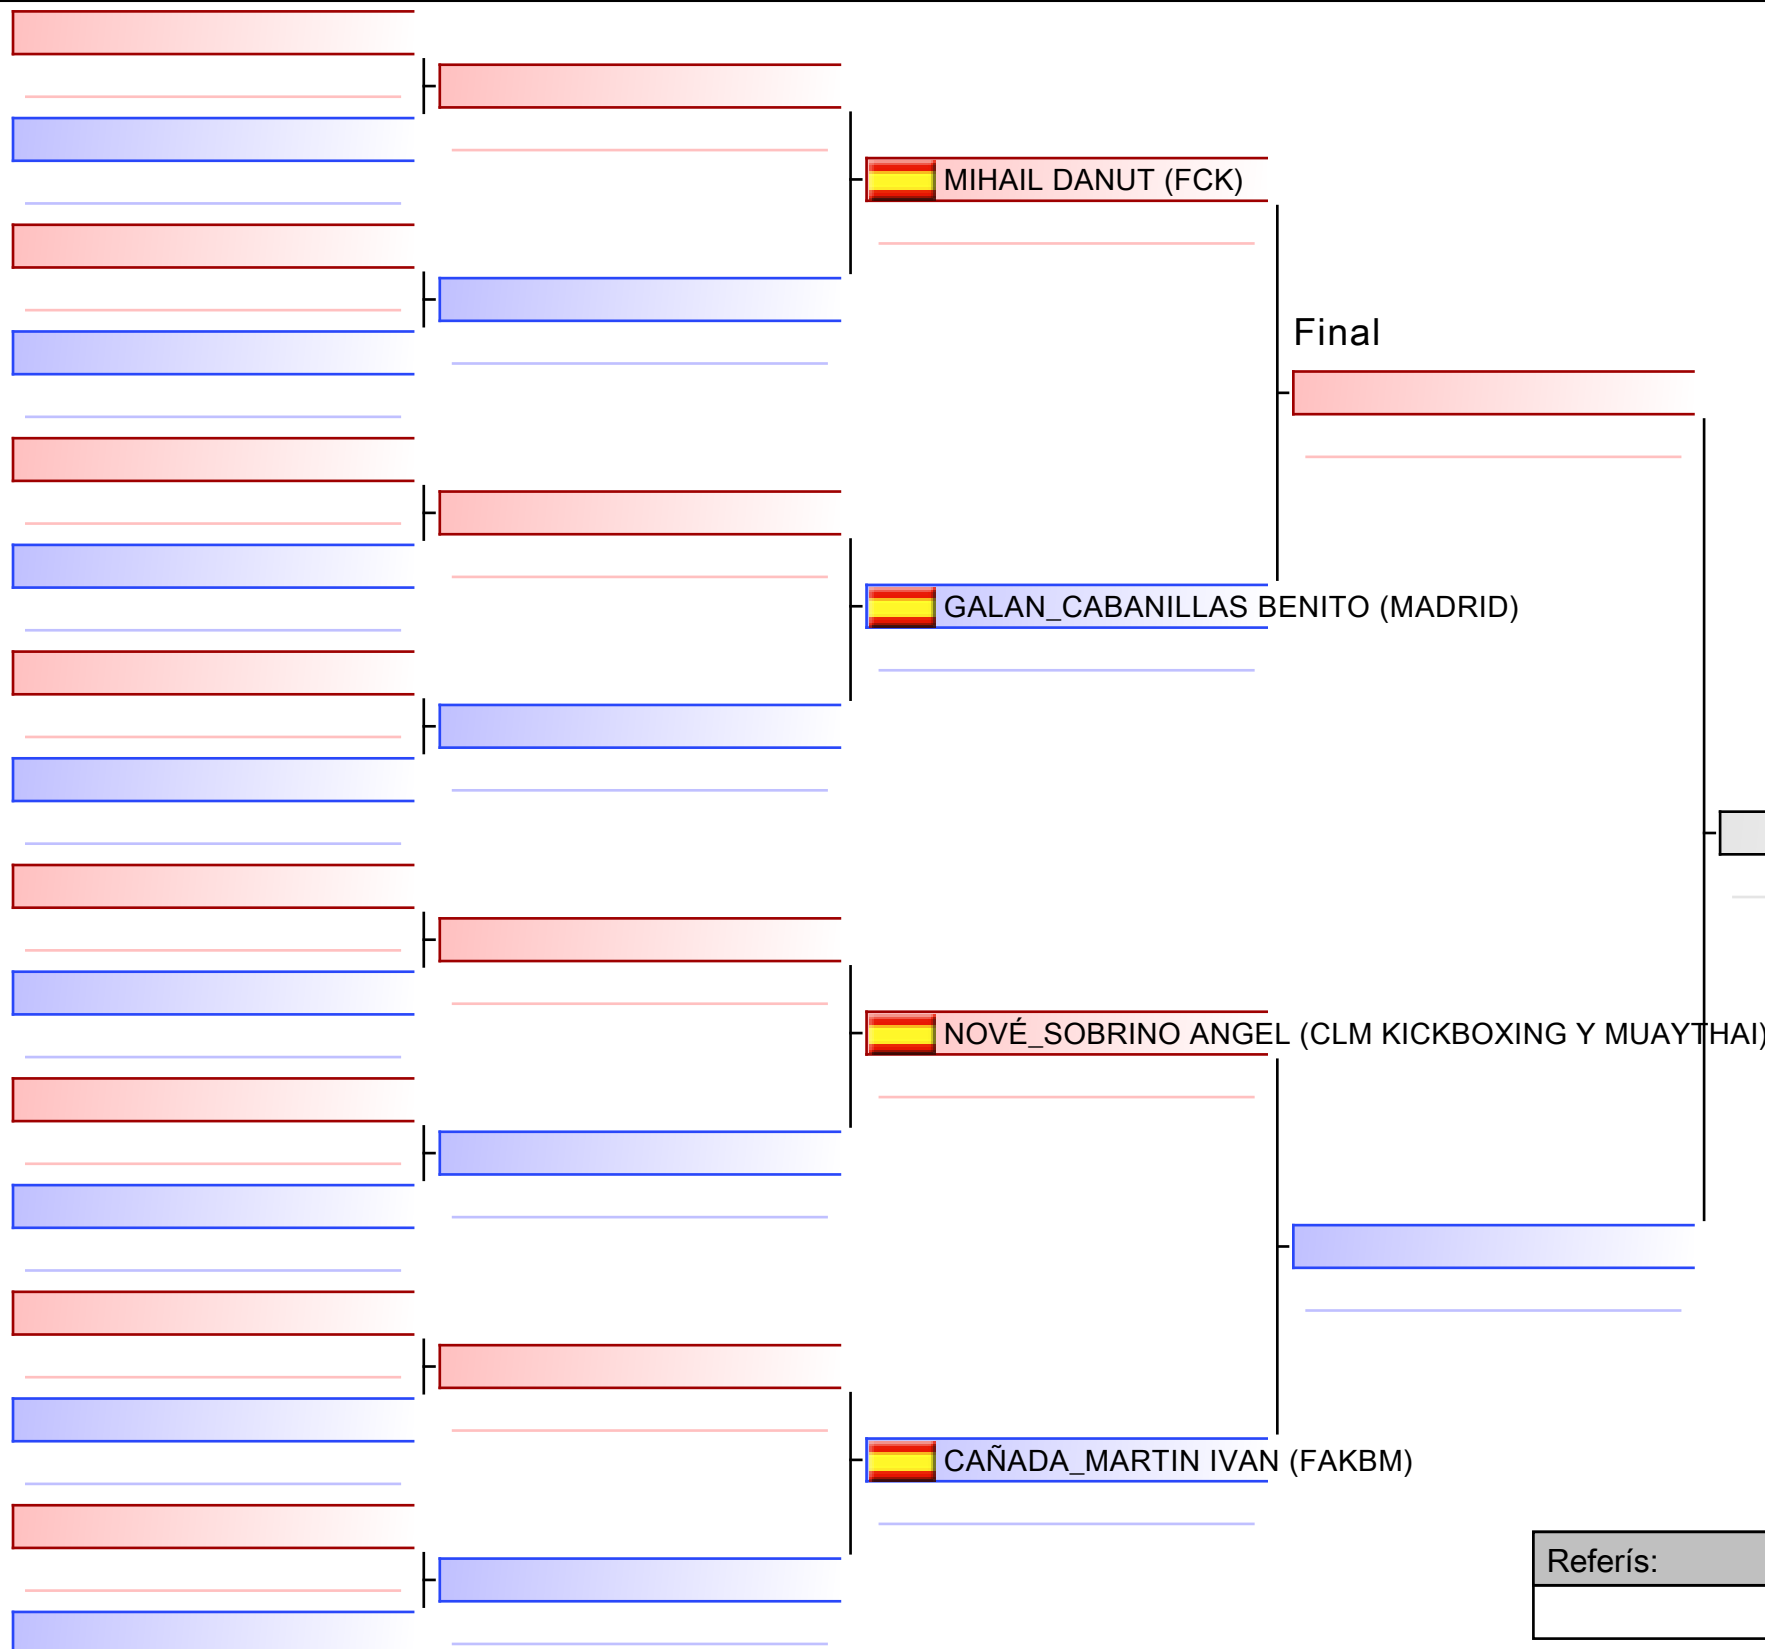 MIHAIL DANUT (FCK)
Final
GALAN_CABANILLAS BENITO (MADRID)
NOVÉ_SOBRINO ANGEL (CLM KICKBOXING Y MUAYTHAI)
CAÑADA_MARTIN IVAN (FAKBM)
Referís: